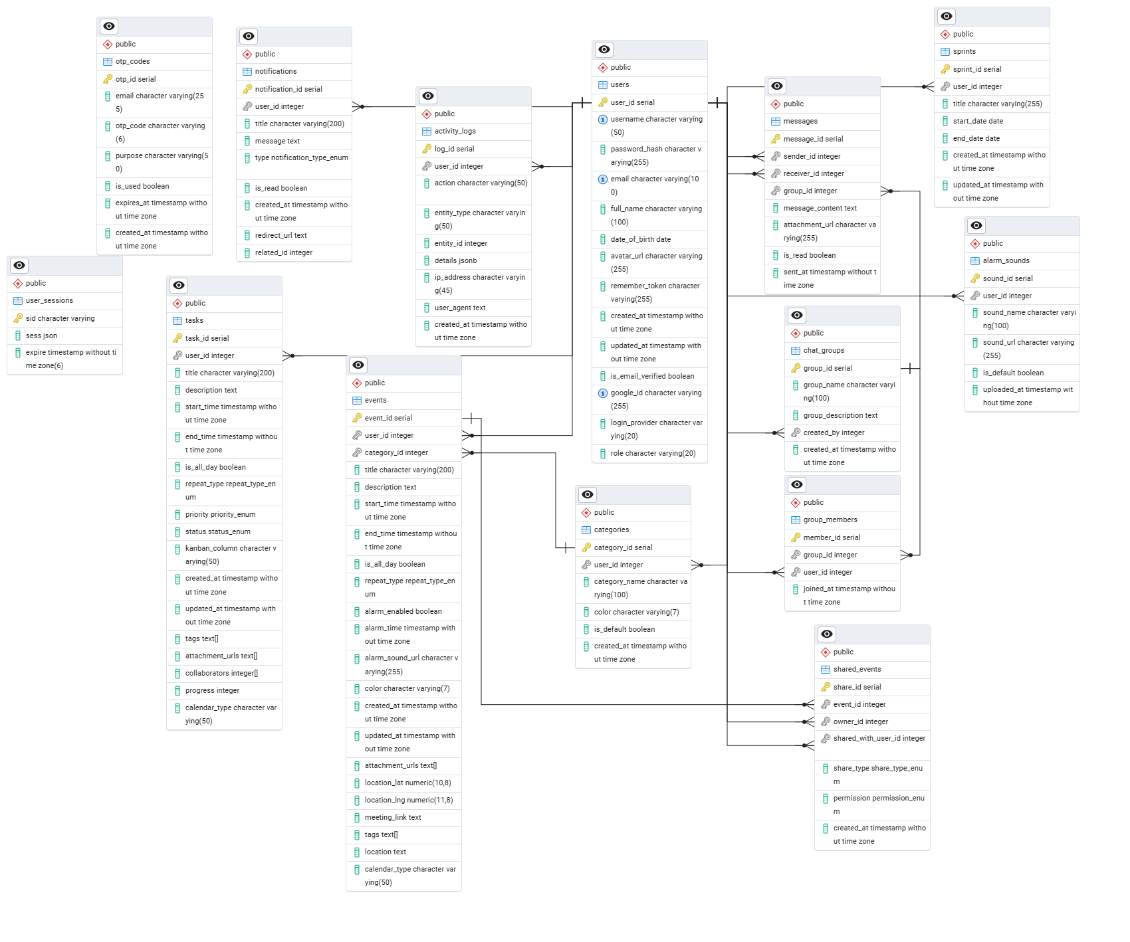 public
otp_codes
otp_id serial
email character varying(25
5)
otp_code character varying
(6)
purpose character varying(5
0)
is_used boolean
expires_at timestamp witho
ut time zone
created_at timestamp witho
ut time zone
public
notifications
notification_id serial
user_id integer
title character varying(200)
message text
type notification_type_enum
is_read boolean
created_at timestamp witho
ut time zone
redirect_url text
related_id integer
public
activity_logs
log_id serial
user_id integer
action character varying(50)
entity_type character varyin
g(50)
entity_id integer
details jsonb
ip_address character varyin
g(45)
user_agent text
created_at timestamp witho
ut time zone
public
users
user_id serial
username character varying
(50)
password_hash character v
arying(255)
email character varying(10
0)
full_name character varying
(100)
date_of_birth date
avatar_url character varying
(255)
remember_token character
varying(255)
created_at timestamp witho
ut time zone
updated_at timestamp with
out time zone
is_email_verified boolean
google_id character varying
(255)
login_provider character var
ying(20)
role character varying(20)
public
messages
message_id serial
sender_id integer
receiver_id integer
group_id integer
message_content text
attachment_url character va
rying(255)
is_read boolean
sent_at timestamp without t
ime zone
public
sprints
sprint_id serial
user_id integer
title character varying(255)
start_date date
end_date date
created_at timestamp witho
ut time zone
updated_at timestamp with
out time zone
public
alarm_sounds
sound_id serial
user_id integer
sound_name character varyi
ng(100)
sound_url character varying
(255)
is_default boolean
uploaded_at timestamp wit
hout time zone
public
user_sessions
sid character varying
sess json
expire timestamp without ti
me zone(6)
public
tasks
task_id serial
user_id integer
title character varying(200)
description text
start_time timestamp witho
ut time zone
end_time timestamp withou
t time zone
is_all_day boolean
repeat_type repeat_type_en
um
priority priority_enum
status status_enum
kanban_column character v
arying(50)
created_at timestamp witho
ut time zone
updated_at timestamp with
out time zone
tags text[]
attachment_urls text[]
collaborators integer[]
progress integer
calendar_type character var
ying(50)
public
events
event_id serial
user_id integer
category_id integer
title character varying(200)
description text
start_time timestamp witho
ut time zone
end_time timestamp withou
t time zone
is_all_day boolean
repeat_type repeat_type_en
um
alarm_enabled boolean
alarm_time timestamp with
out time zone
alarm_sound_url character v
arying(255)
color character varying(7)
created_at timestamp witho
ut time zone
updated_at timestamp with
out time zone
attachment_urls text[]
location_lat numeric(10,8)
location_lng numeric(11,8)
meeting_link text
tags text[]
location text
calendar_type character var
ying(50)
public
categories
category_id serial
user_id integer
category_name character va
rying(100)
color character varying(7)
is_default boolean
created_at timestamp witho
ut time zone
public
chat_groups
group_id serial
group_name character varyi
ng(100)
group_description text
created_by integer
created_at timestamp witho
ut time zone
public
group_members
member_id serial
group_id integer
user_id integer
joined_at timestamp withou
t time zone
public
shared_events
share_id serial
event_id integer
owner_id integer
shared_with_user_id integer
share_type share_type_enu
m
permission permission_enu
m
created_at timestamp witho
ut time zone